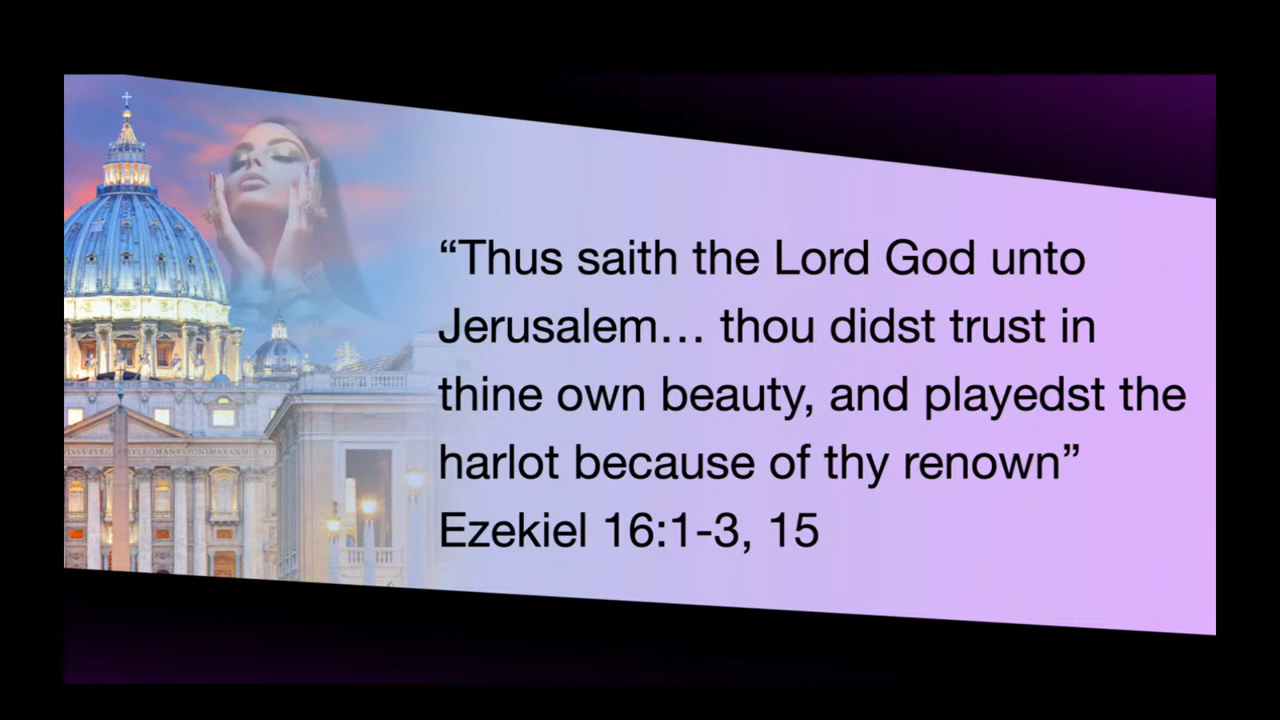 “Thus saith the Lord God unto
Jerusalem… thou didst trust in
thine own beauty, and playedst the
harlot because of thy renown”
Ezekiel 16:1-3, 15